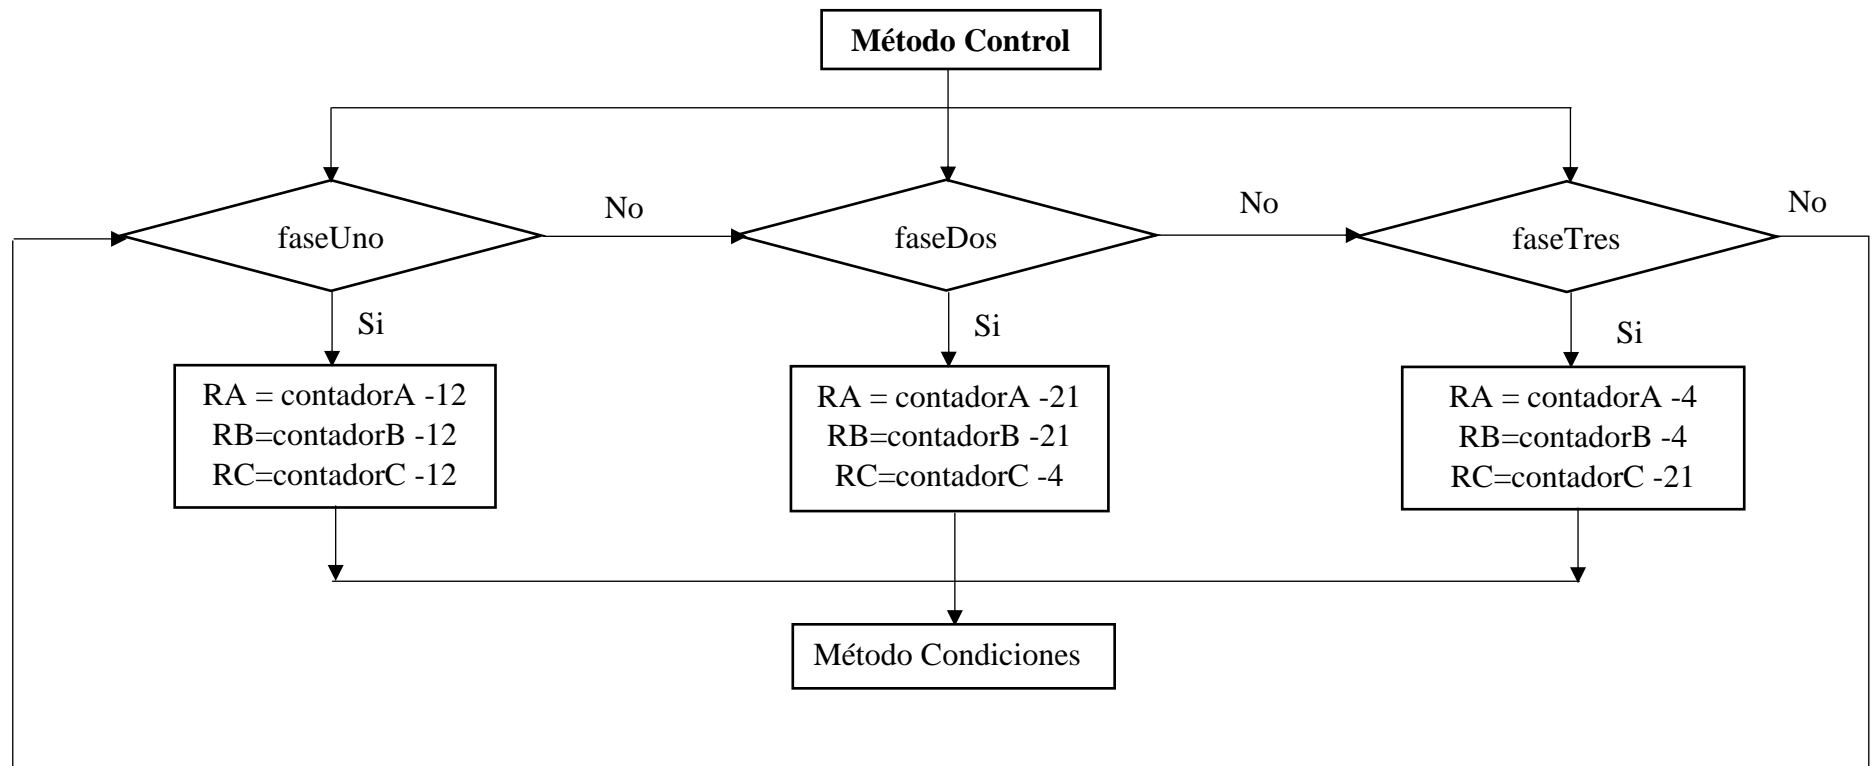 Método Control
No
No
No
faseUno
faseDos
faseTres
Si
Si
Si
RA = contadorA -12
RB=contadorB -12
RC=contadorC -12
RA = contadorA -21
RB=contadorB -21
RC=contadorC -4
RA = contadorA -4
RB=contadorB -4
RC=contadorC -21
Método Condiciones